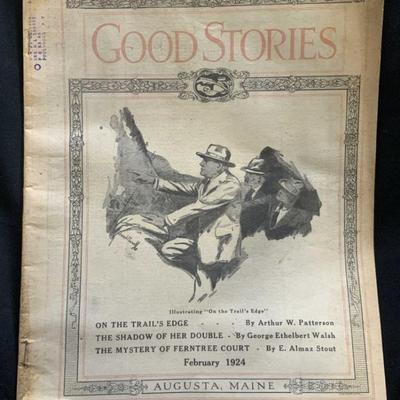 GOOD STORIES
Illustrating "On the Trail's Edge"
ON THE TRAIL'S EDGE - - - By Arthur W. Patterson
THE SHADOW OF HER DOUBLE - By George Ethelbert Walsh
THE MYSTERY OF FERNTREE COURT - By E. Almaz Stout
February 1924
AUGUSTA, MAINE